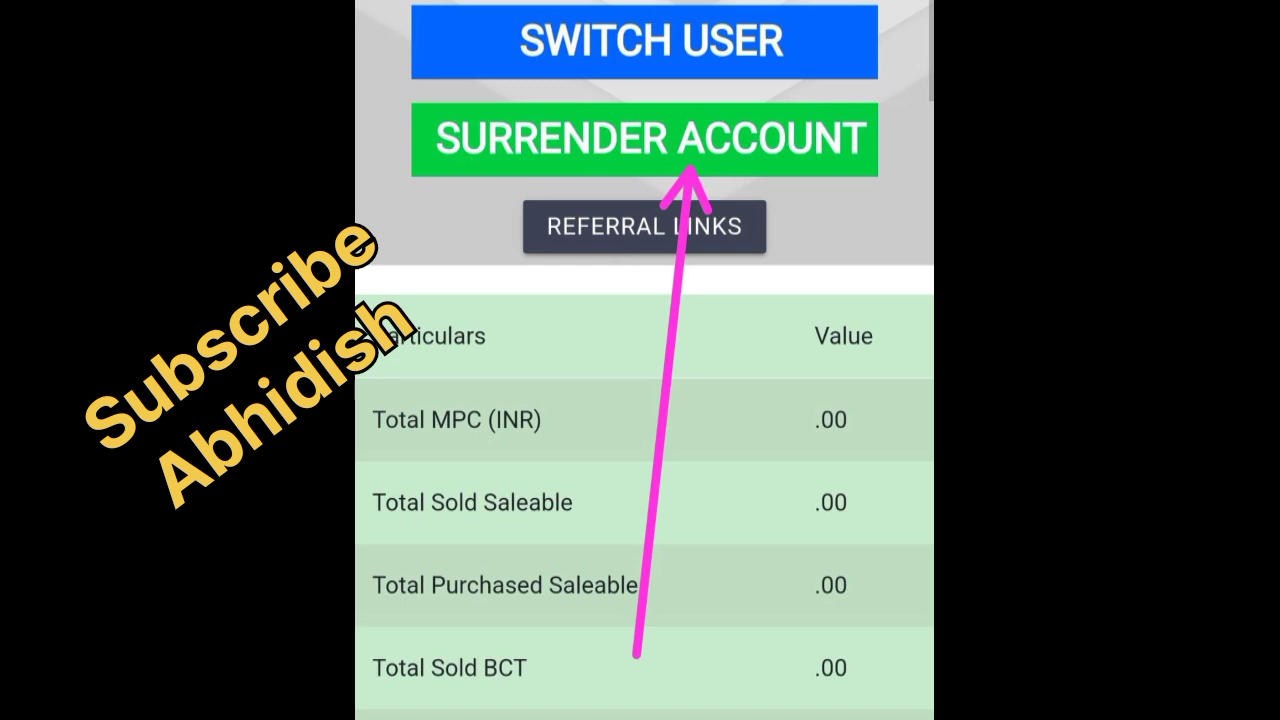 SWITCH USER
SURRENDER ACCOUNT
REFERRAL LINKS
Subscribe
Abhidish
Particulars Value
Total MPC (INR) .00
Total Sold Saleable .00
Total Purchased Saleable .00
Total Sold BCT .00